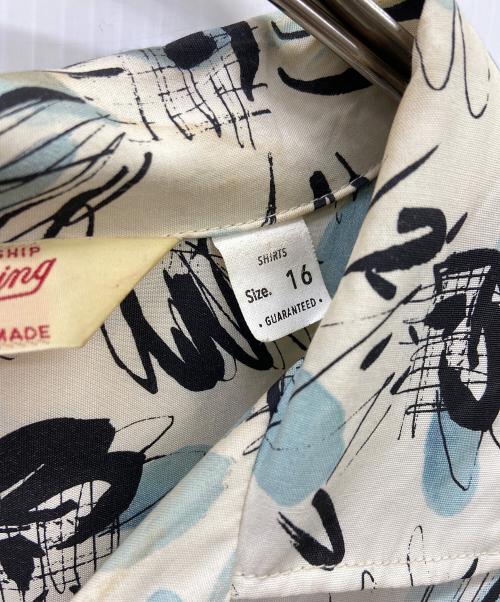 SHIP
ing
MADE
SHIRTS
Size. 16
• GUARANTEED •